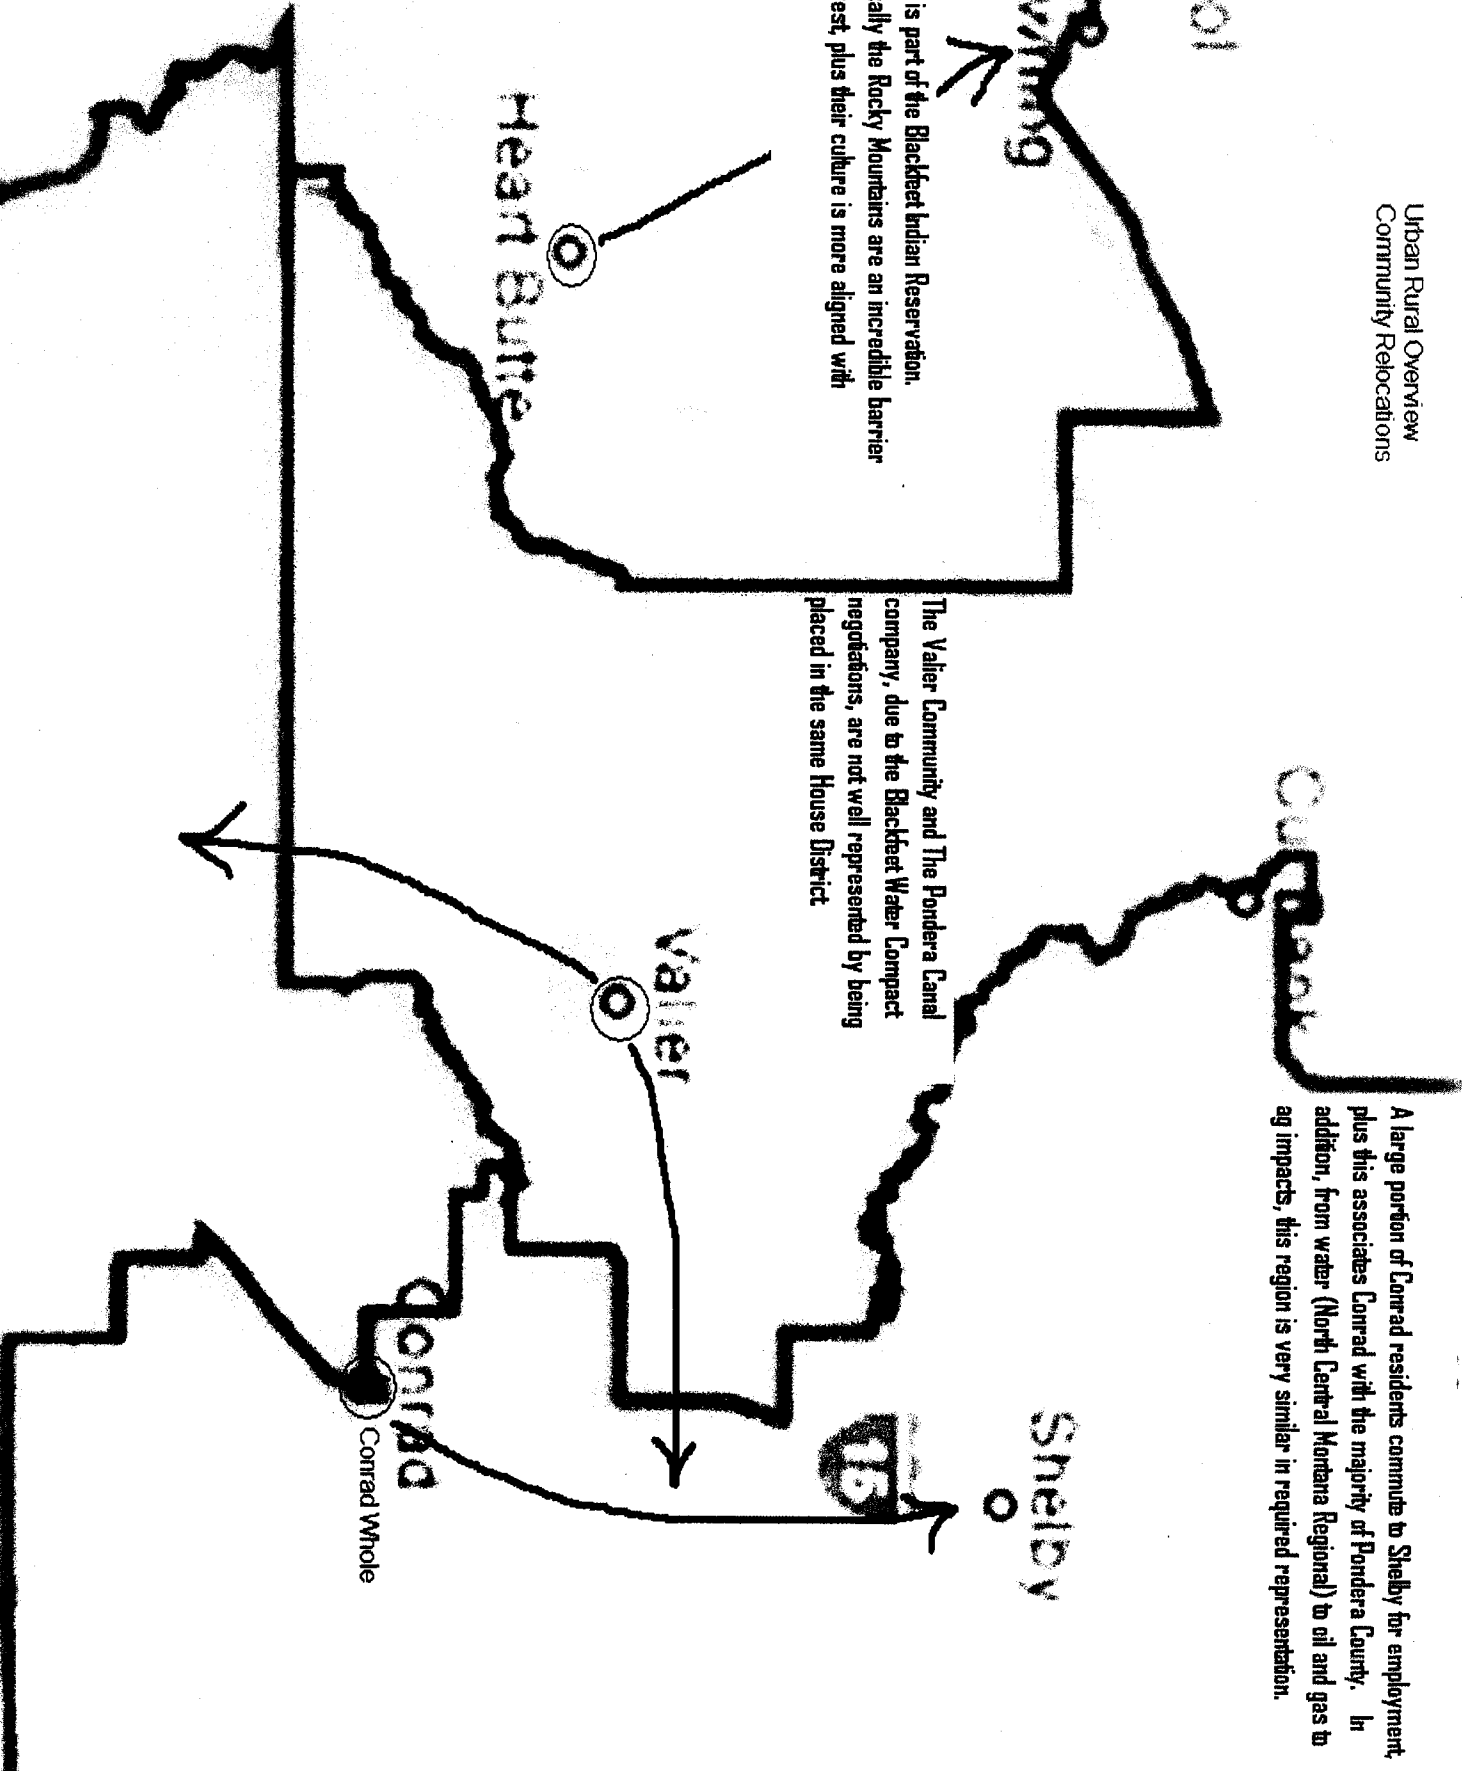 Urban Rural Overview
Community Relocations
is part of the Blackfeet Indian Reservation.
ally the Rocky Mountains are an incredible barrier
est, plus their culture is more aligned with
Heart Butte
Cut Bank
The Valier Community and The Pondera Canal
company, due to the Blackfeet Water Compact
negotiations, are not well represented by being
placed in the same House District
Valier
A large portion of Conrad residents commute to Shelby for employment,
plus this associates Conrad with the majority of Pondera County. In
addition, from water (North Central Montana Regional) to oil and gas to
ag impacts, this region is very similar in required representation.
Shelby
15
Conrad
Conrad Whole